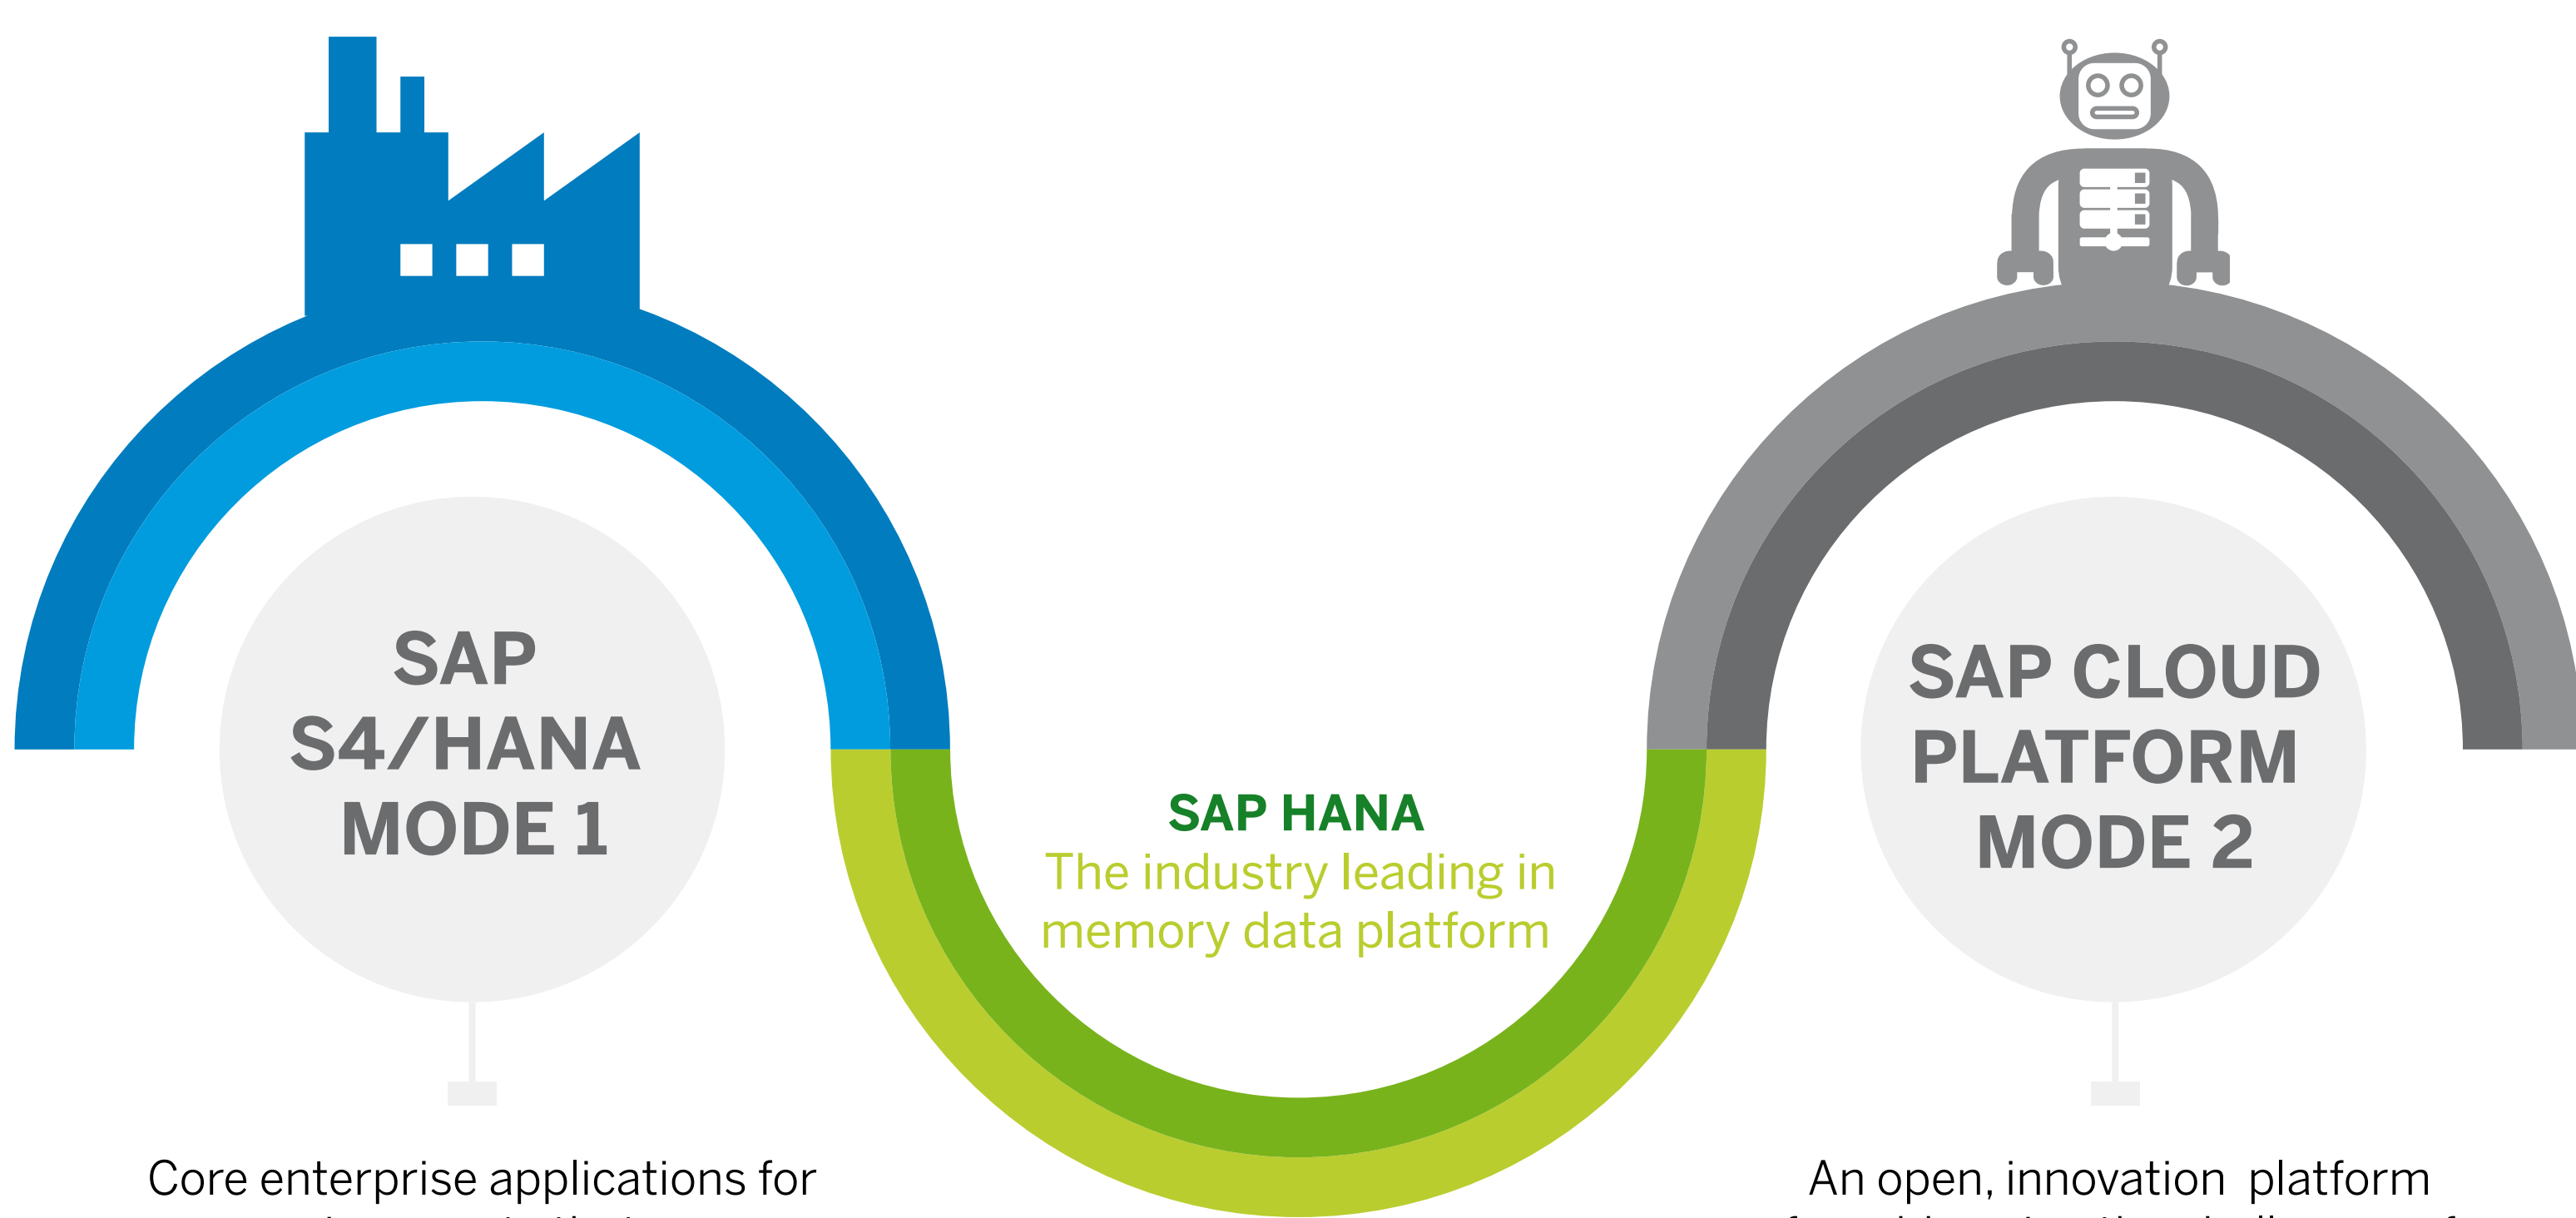 SAP
S4/HANA
MODE 1
SAP HANA
The industry leading in
memory data platform
SAP CLOUD
PLATFORM
MODE 2
Core enterprise applications for
An open, innovation platform